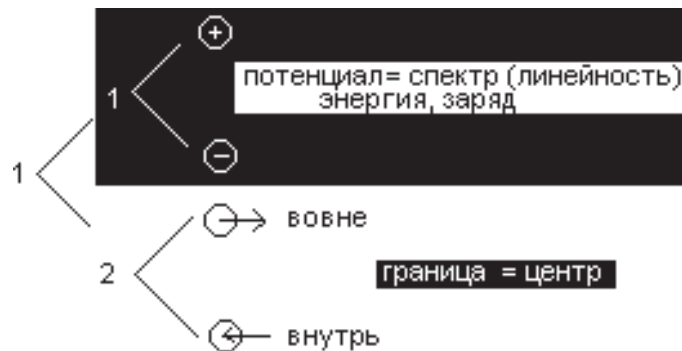 потенциал= спектр (линейность)
энергия, заряд
1
1
вовне
2
граница = центр
внутрь